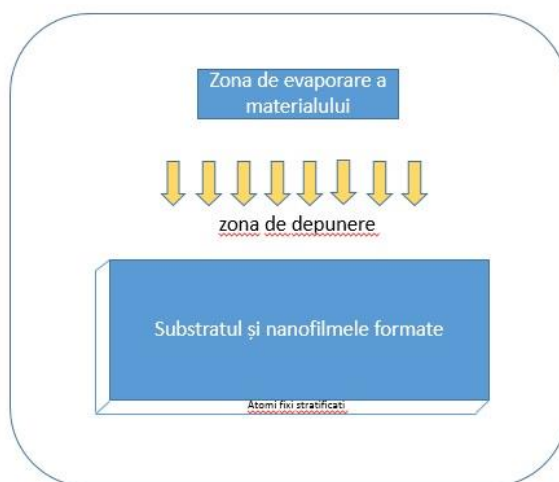 Zona de evaporare a
materialului
zona de depunere
Substratul și nanofilmele formate
Atomi fixi stratificati